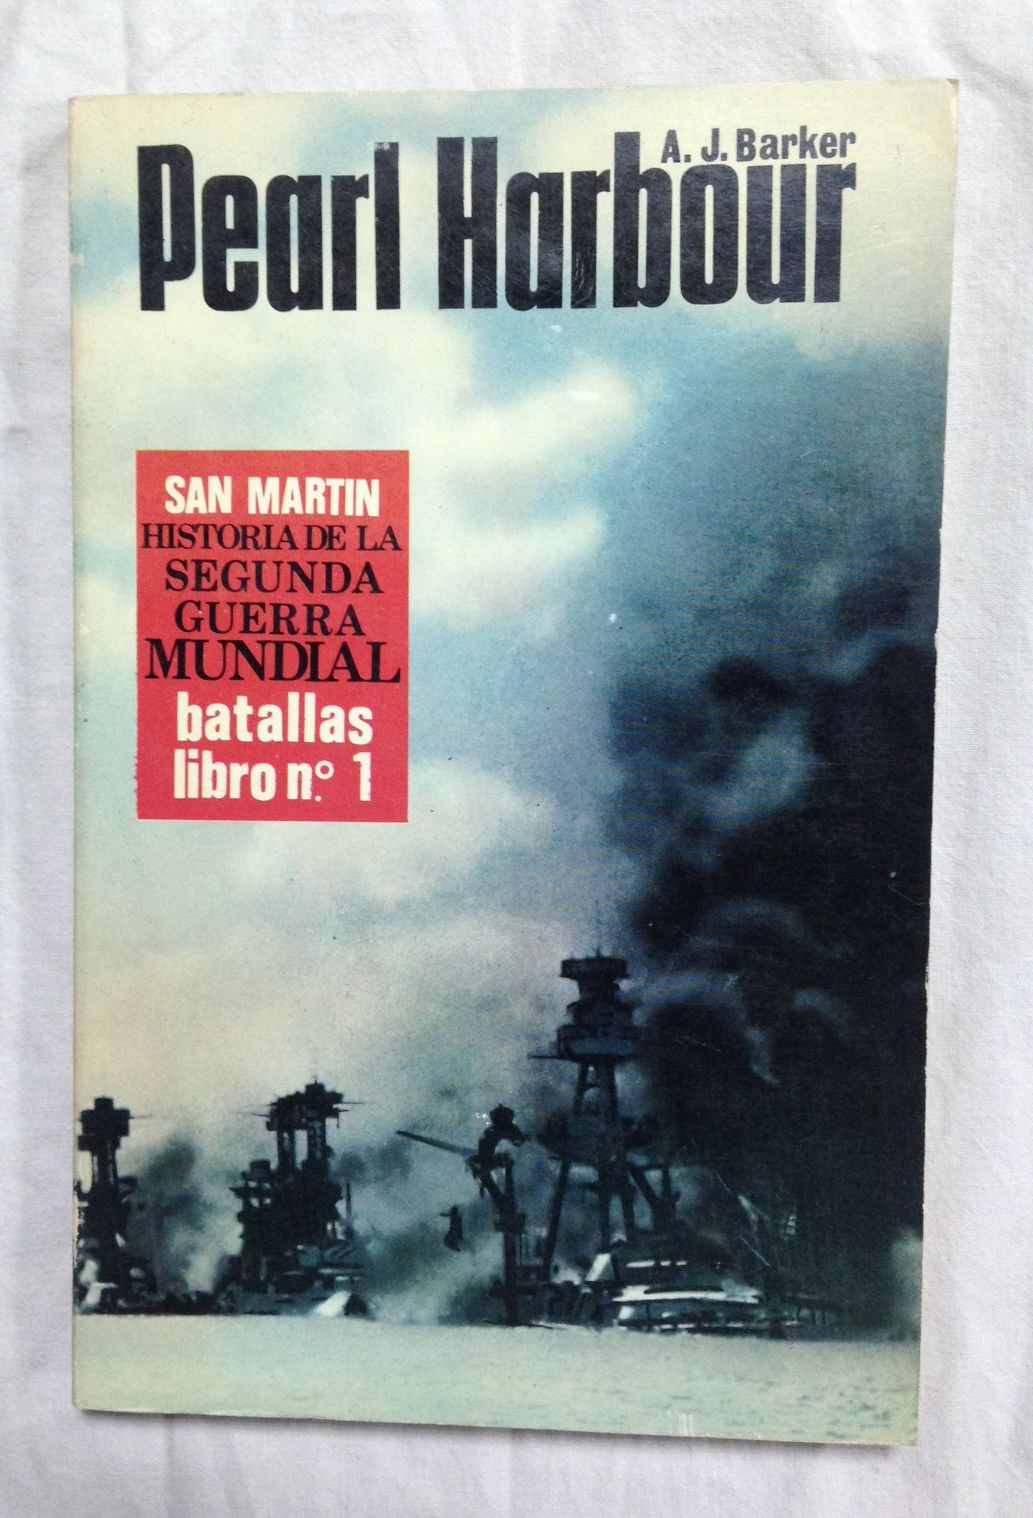 A. J. Barker
Pearl Harbour
SAN MARTIN
HISTORIA DE LA
SEGUNDA
GUERRA
MUNDIAL
batallas
libro n.º 1